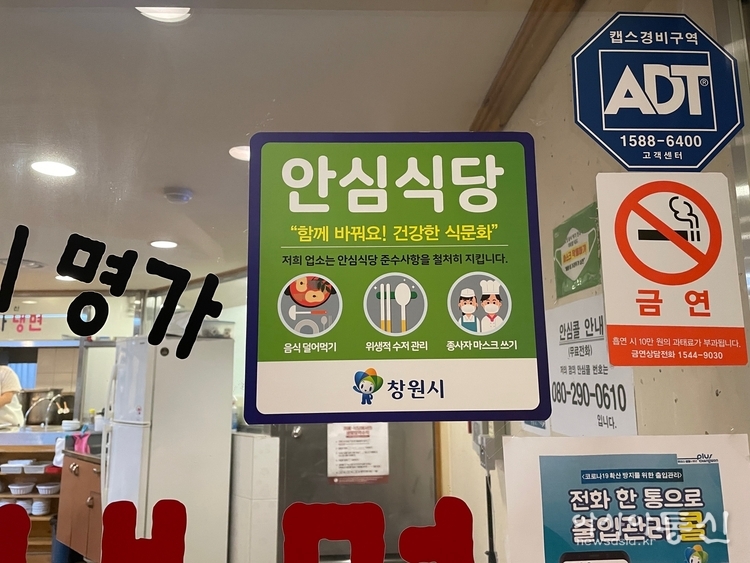 캡스경비구역
ADT®
1588-6400
고객센터
안심식당
“함께 바꿔요! 건강한 식문화”
저희 업소는 안심식당 준수사항을 철저히 지킵니다.
음식 덜어먹기
위생적 수저 관리
종사자 마스크 쓰기
창원시
금연
흡연 시 10만 원의 과태료가 부과됩니다.
금연상담전화 1544-9030
명가
냉면
안심콜 안내
(무료전화)
080-290-0610
입니다.
plus
<코로나19 확산 방지를 위한 출입관리>
전화 한 통으로
출입관리 콜
newsasia.kr